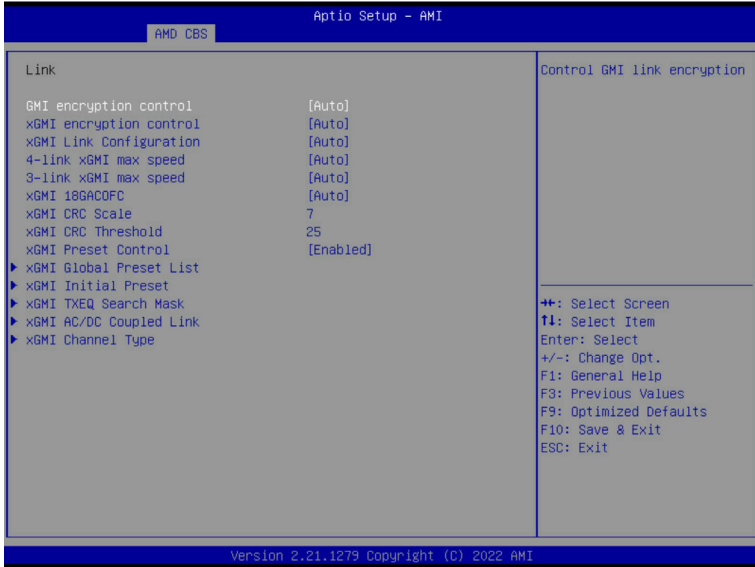 Aptio Setup - AMI
AMD CBS
Link
GMI encryption control [Auto]
xGMI encryption control [Auto]
xGMI Link Configuration [Auto]
4-link xGMI max speed [Auto]
3-link xGMI max speed [Auto]
xGMI 18GACOFC [Auto]
xGMI CRC Scale 7
xGMI CRC Threshold 25
xGMI Preset Control [Enabled]
xGMI Global Preset List
xGMI Initial Preset
xGMI TXEQ Search Mask
xGMI AC/DC Coupled Link
xGMI Channel Type
Control GMI link encryption
→←: Select Screen
↑↓: Select Item
Enter: Select
+/-: Change Opt.
F1: General Help
F3: Previous Values
F9: Optimized Defaults
F10: Save & Exit
ESC: Exit
Version 2.21.1279 Copyright (C) 2022 AMI